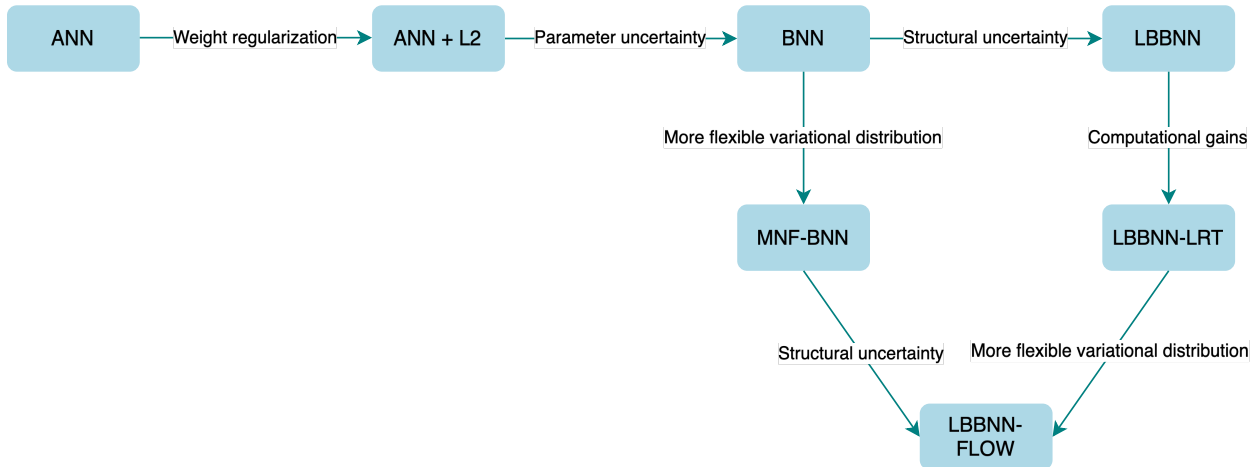 ANN
Weight regularization
ANN + L2
Parameter uncertainty
BNN
Structural uncertainty
LBBNN
More flexible variational distribution
Computational gains
MNF-BNN
LBBNN-LRT
Structural uncertainty
More flexible variational distribution
LBBNN-
FLOW